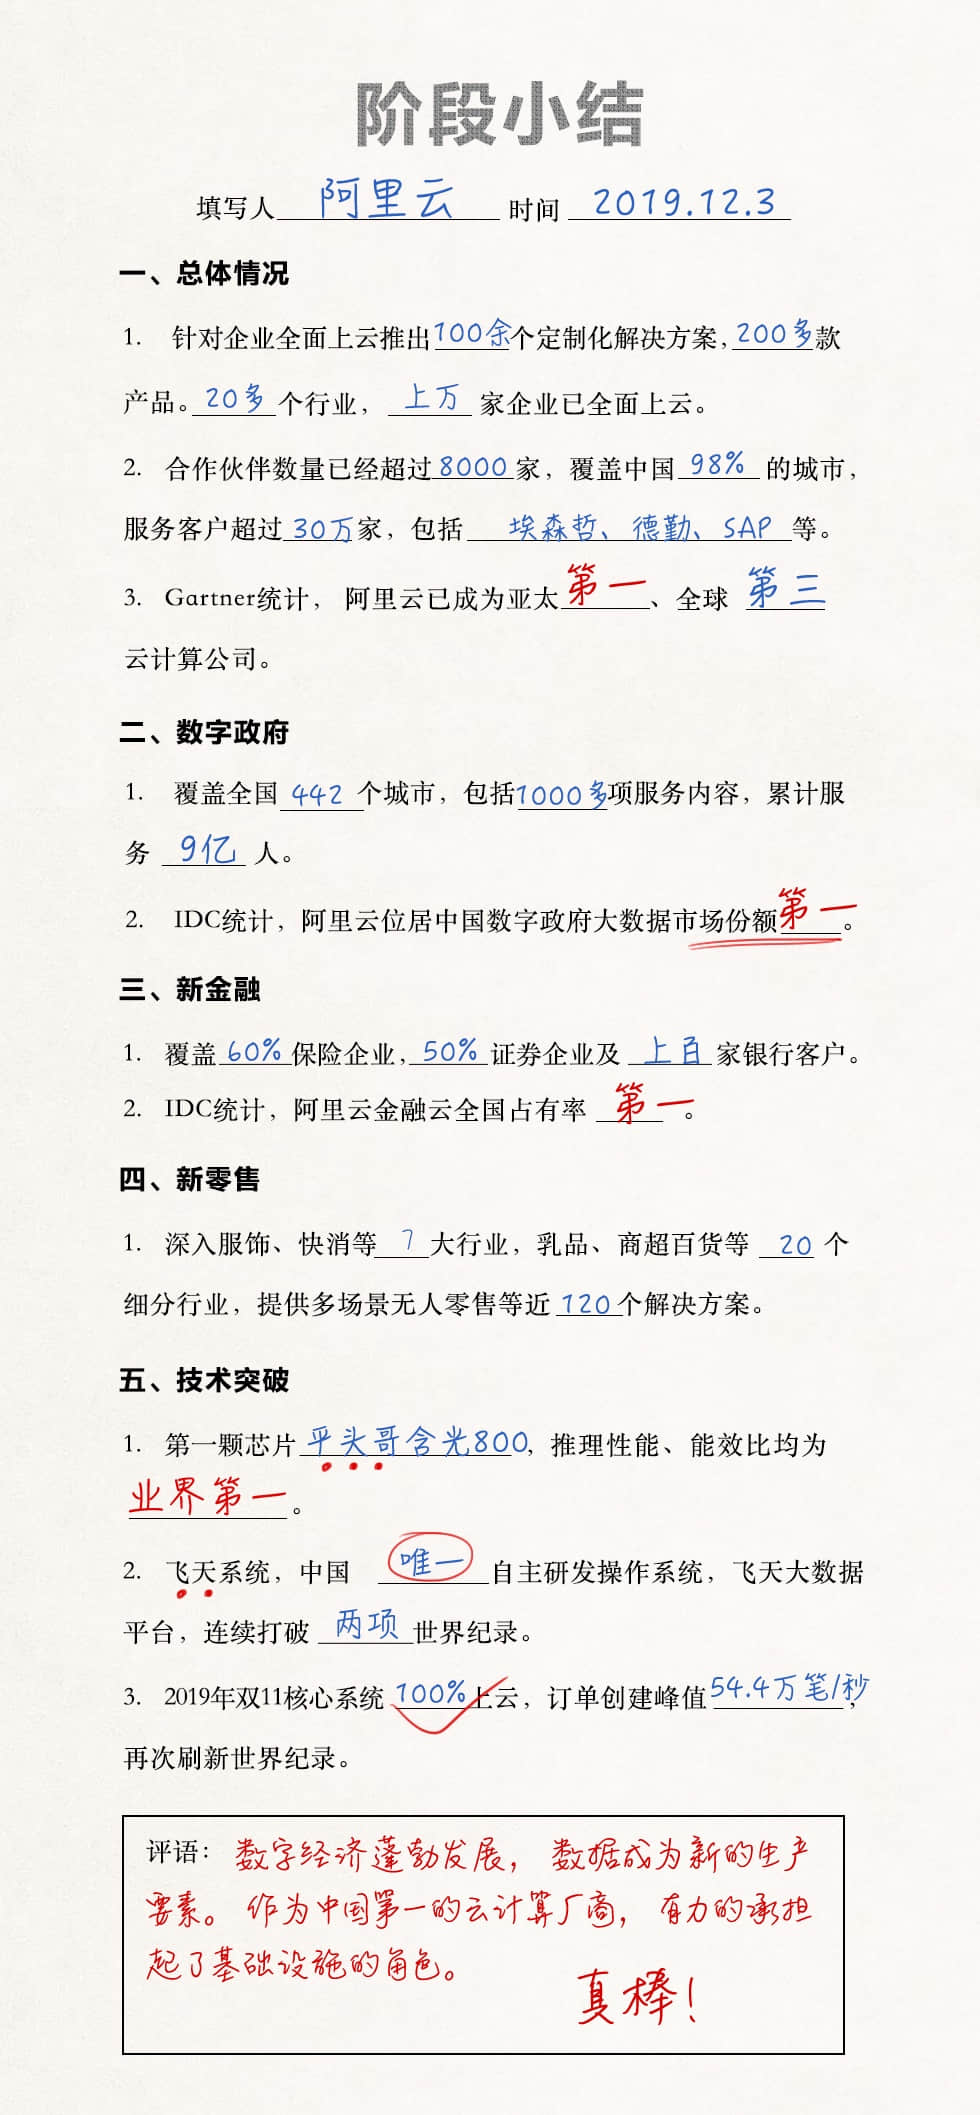 阶段小结
填写人 阿里云 时间 2019.12.3
一、总体情况
1. 针对企业全面上云推出100余个定制化解决方案，200多款
产品。20多个行业，上万家企业已全面上云。
2. 合作伙伴数量已经超过8000家，覆盖中国98%的城市，
服务客户超过30万家，包括 埃森哲、德勤、SAP等。
3. Gartner统计，阿里云已成为亚太第一、全球第三
云计算公司。
二、数字政府
1. 覆盖全国442个城市，包括1000多项服务内容，累计服
务 9亿 人。
2. IDC统计，阿里云位居中国数字政府大数据市场份额第一。
三、新金融
1. 覆盖60%保险企业，50%证券企业及上百家银行客户。
2. IDC统计，阿里云金融云全国占有率 第一。
四、新零售
1. 深入服饰、快消等7大行业，乳品、商超百货等 20 个
细分行业，提供多场景无人零售等近120个解决方案。
五、技术突破
1. 第一颗芯片平头哥含光800，推理性能、能效比均为
业界第一。
2. 飞天系统，中国 唯一 自主研发操作系统，飞天大数据
平台，连续打破 两项 世界纪录。
3. 2019年双11核心系统100%上云，订单创建峰值54.4万笔/秒，
再次刷新世界纪录。
评语：数字经济蓬勃发展，数据成为新的生产
要素。作为中国第一的云计算厂商，有力的承担
起了基础设施的角色。
真棒！